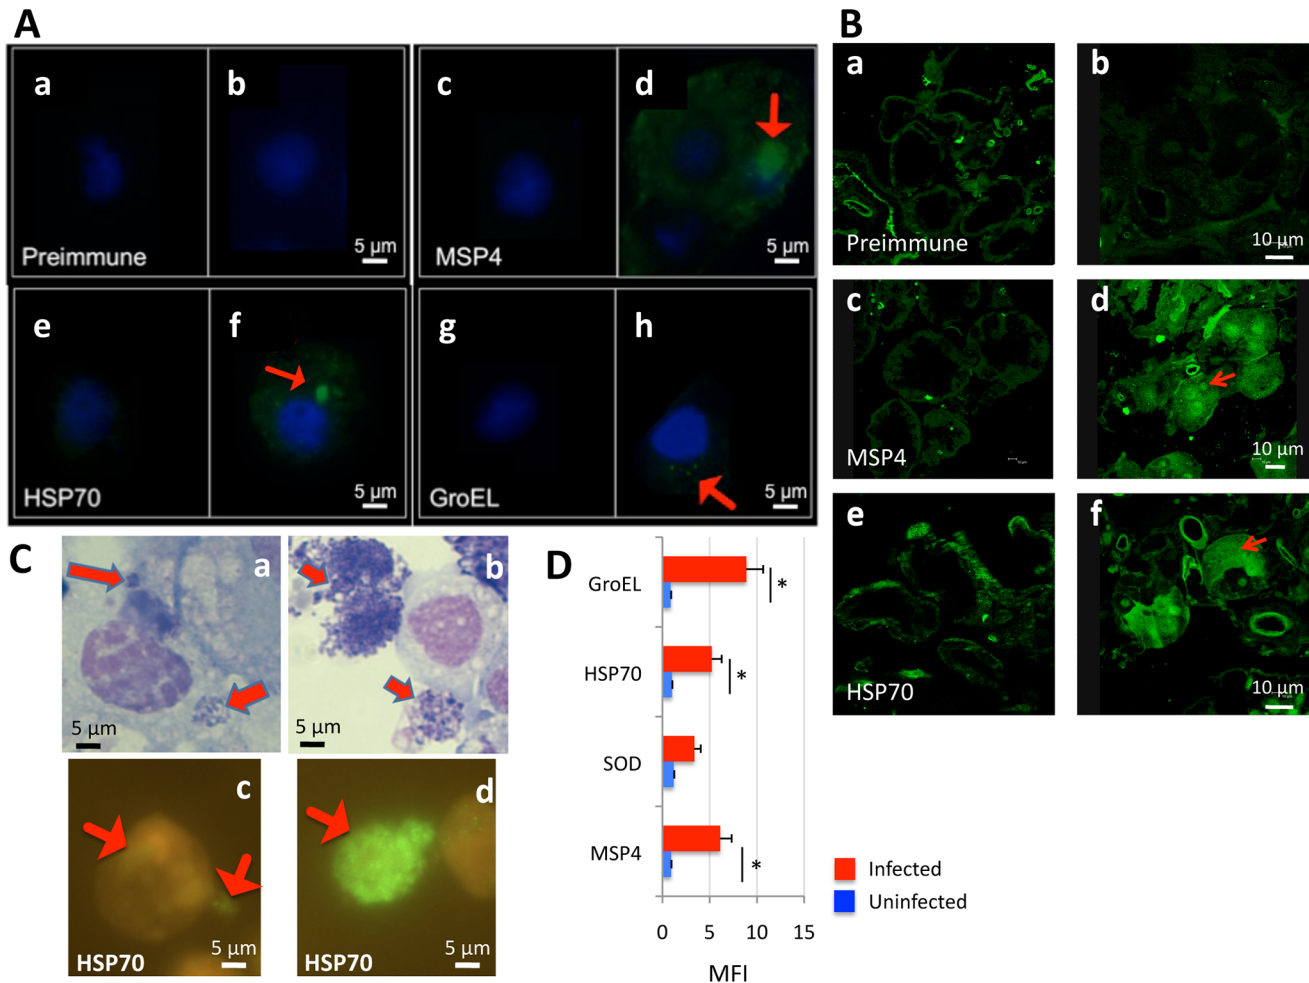 A
a
b
c
d
5 µm
5 µm
Preimmune
MSP4
e
f
g
h
5 µm
5 µm
HSP70
GroEL
B
a
b
Preimmune
10 µm
c
d
MSP4
10 µm
e
f
HSP70
10 µm
C
a
b
5 µm
5 µm
c
d
5 µm
5 µm
HSP70
HSP70
D
GroEL
*
HSP70
*
SOD
MSP4
*
0 5 10 15
MFI
Infected
Uninfected